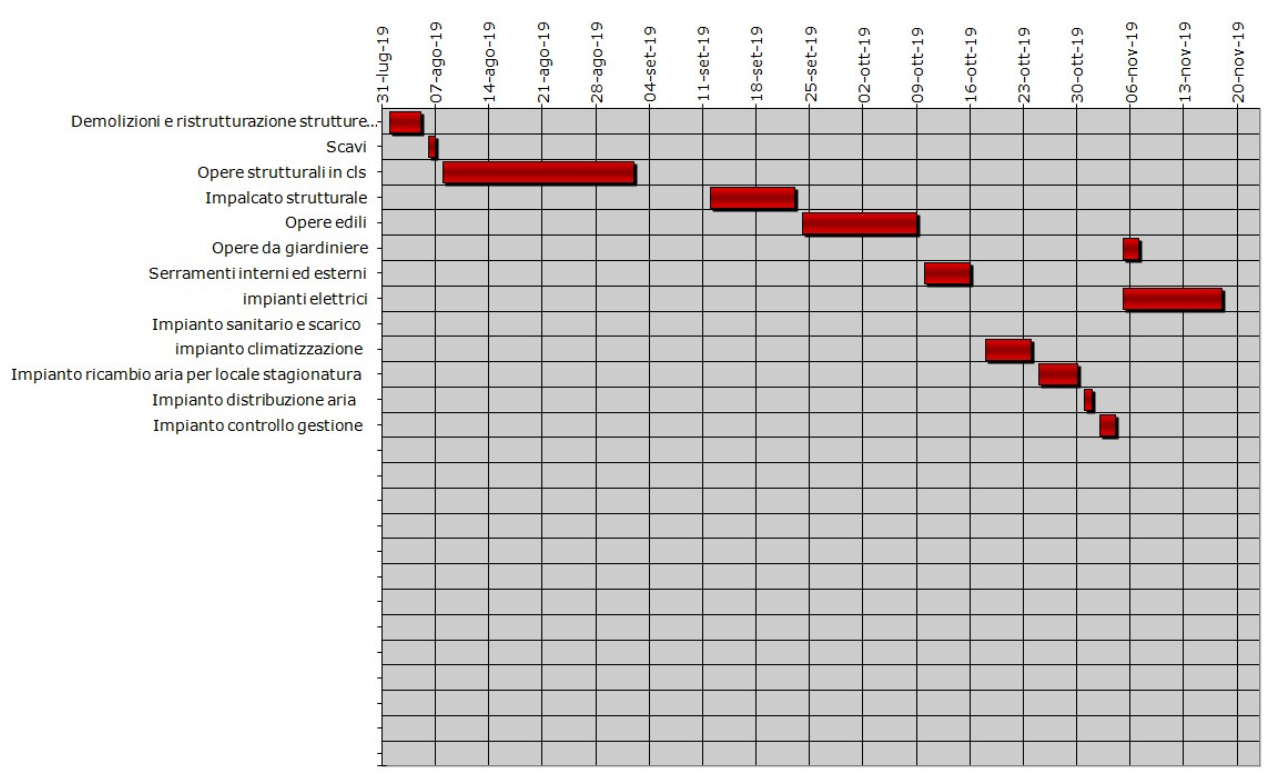 31-lug-19
07-ago-19
14-ago-19
21-ago-19
28-ago-19
04-set-19
11-set-19
18-set-19
25-set-19
02-ott-19
09-ott-19
16-ott-19
23-ott-19
30-ott-19
06-nov-19
13-nov-19
20-nov-19
Demolizioni e ristrutturazione strutture...
Scavi
Opere strutturali in cls
Impalcato strutturale
Opere edili
Opere da giardiniere
Serramenti interni ed esterni
impianti elettrici
Impianto sanitario e scarico
impianto climatizzazione
Impianto ricambio aria per locale stagionatura
Impianto distribuzione aria
Impianto controllo gestione